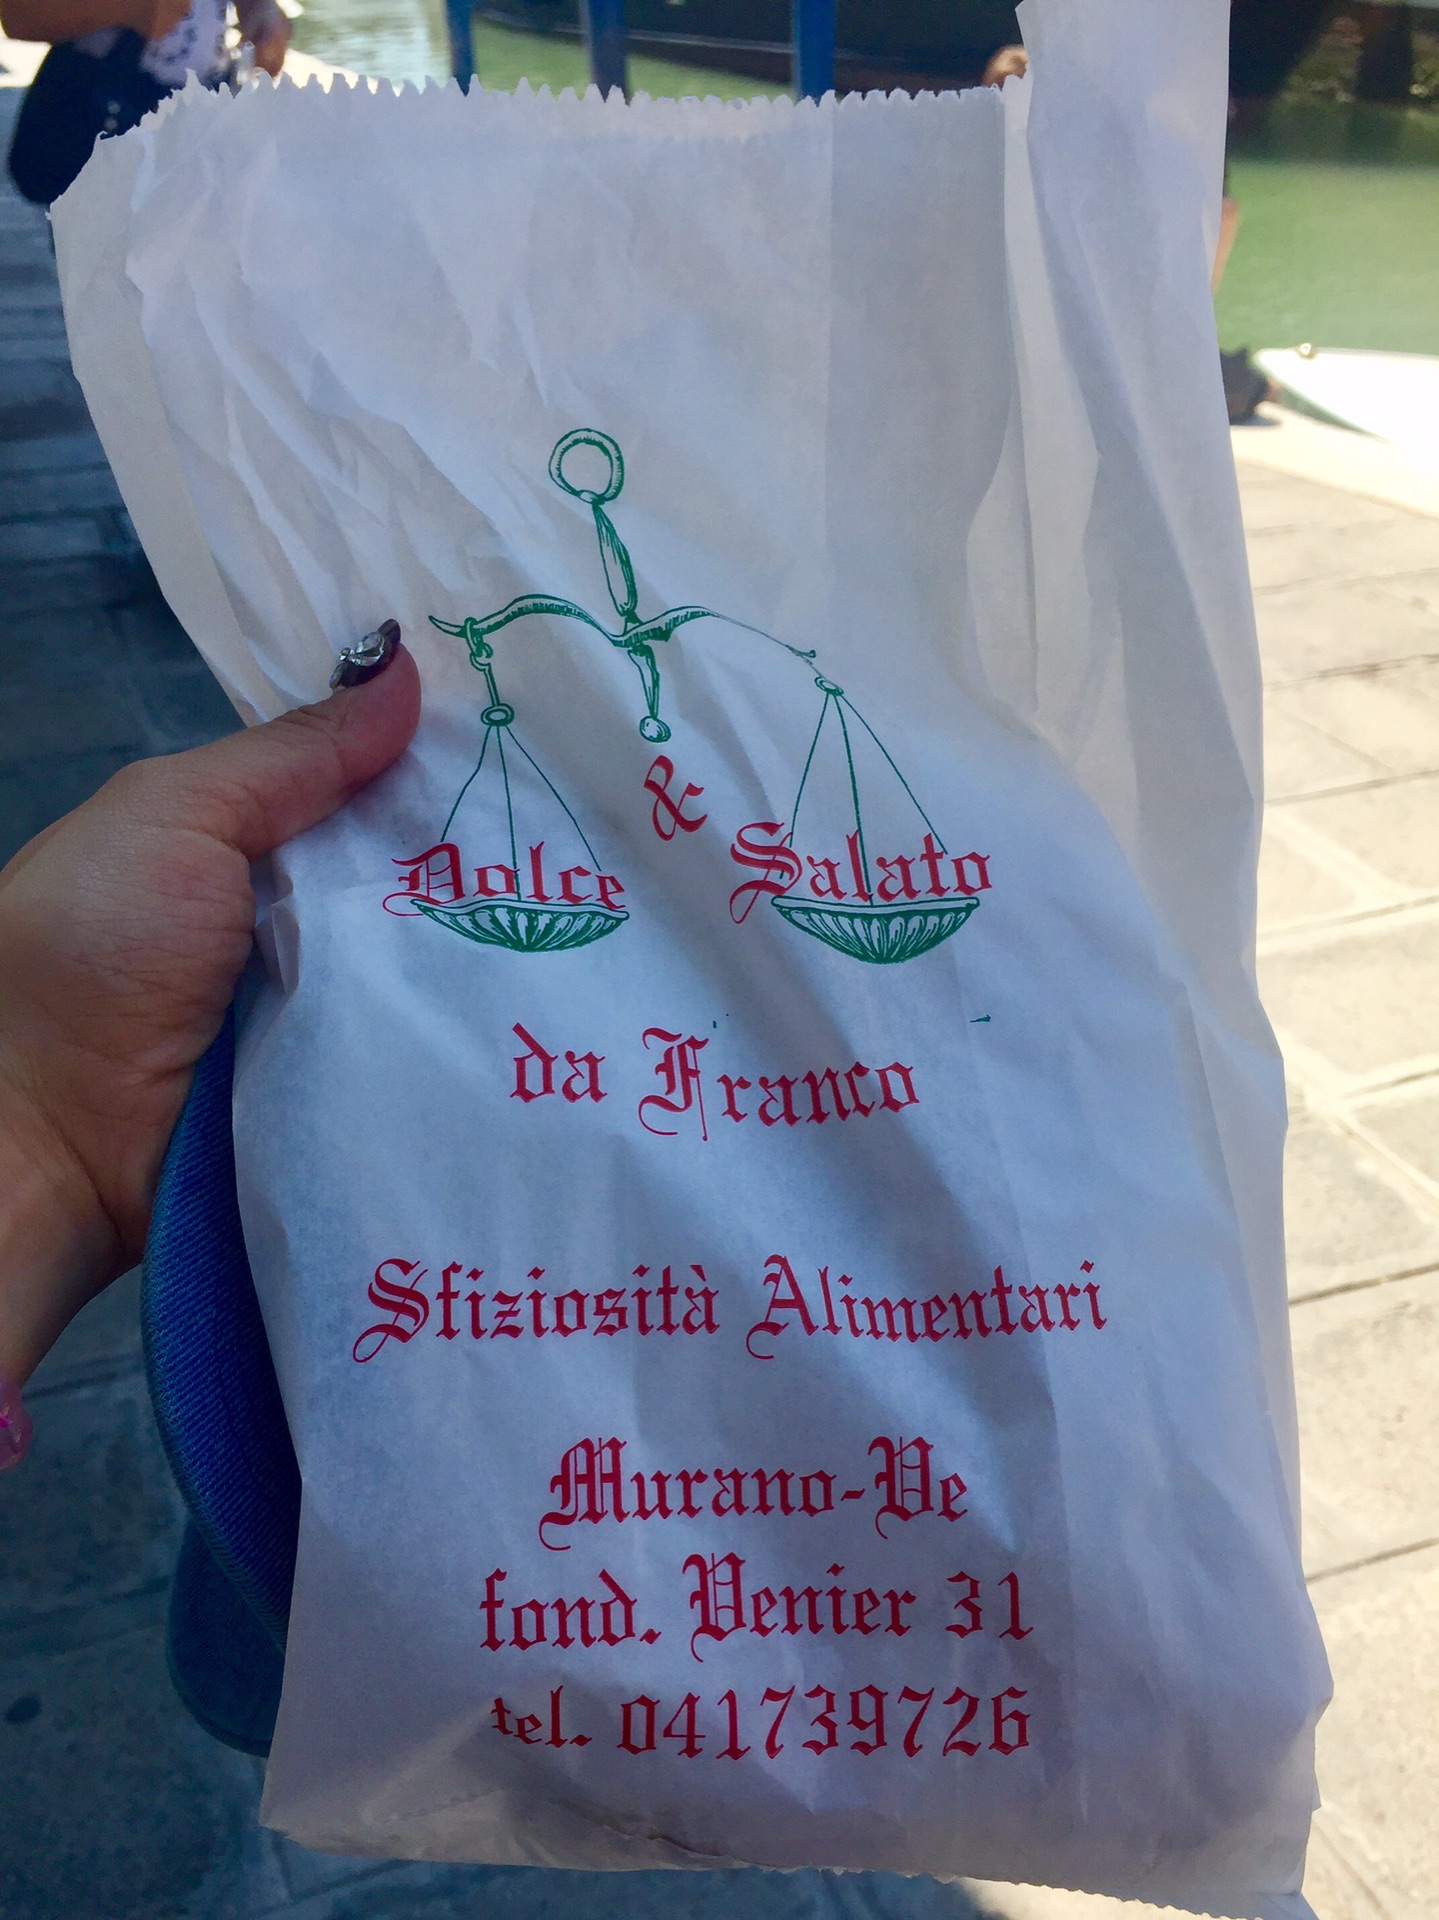 Dolce & Salato
da Franco
Sfiziosità Alimentari
Murano-Ve
fond. Venier 31
tel. 041739726